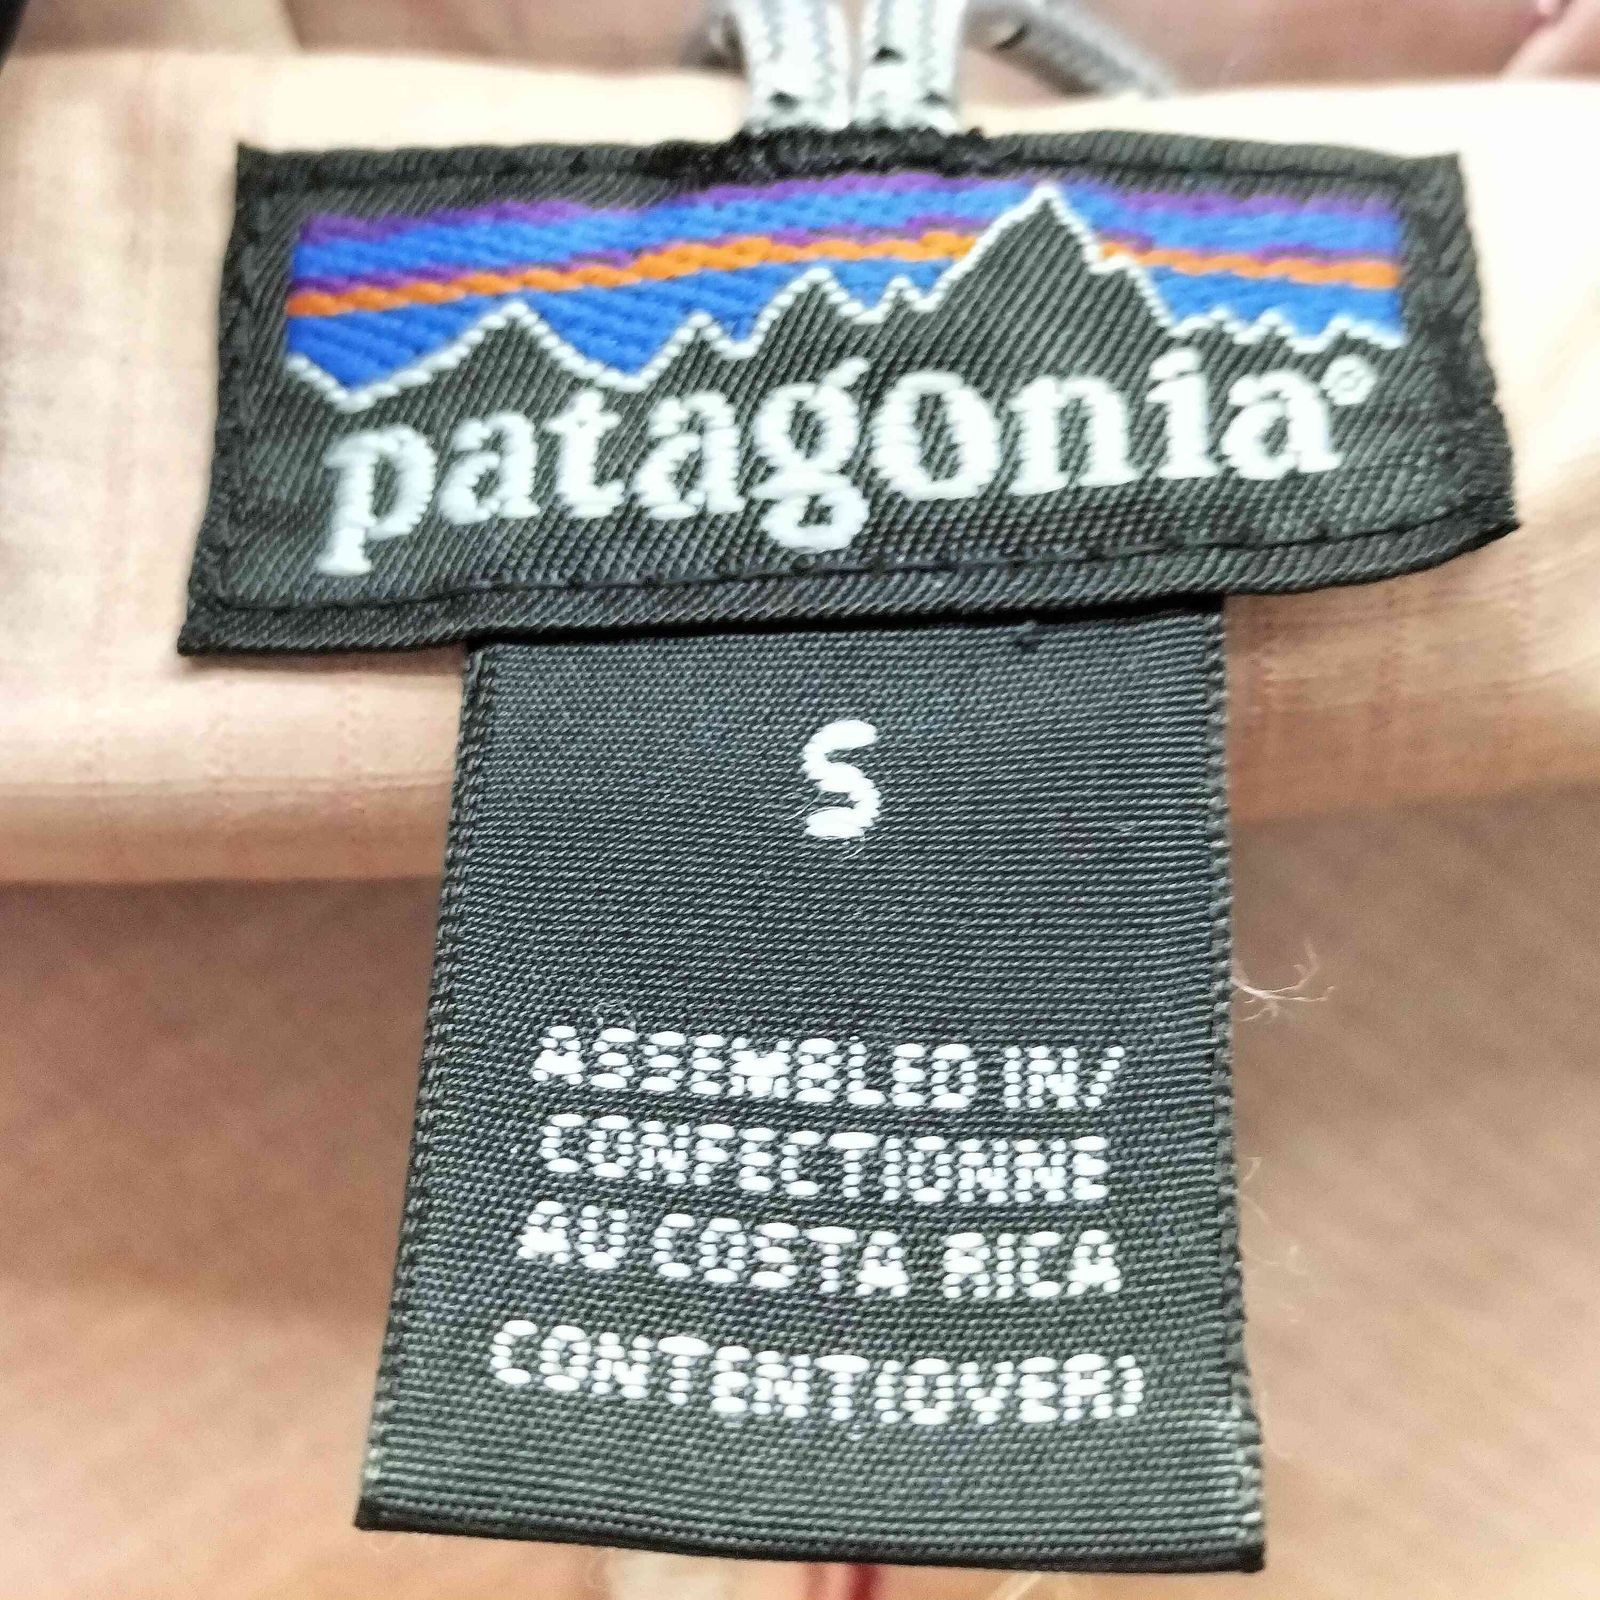 patagonia®
S
ASSEMBLED IN/
CONFECTIONNE
AU COSTA RICA
CONTENT(OVER)